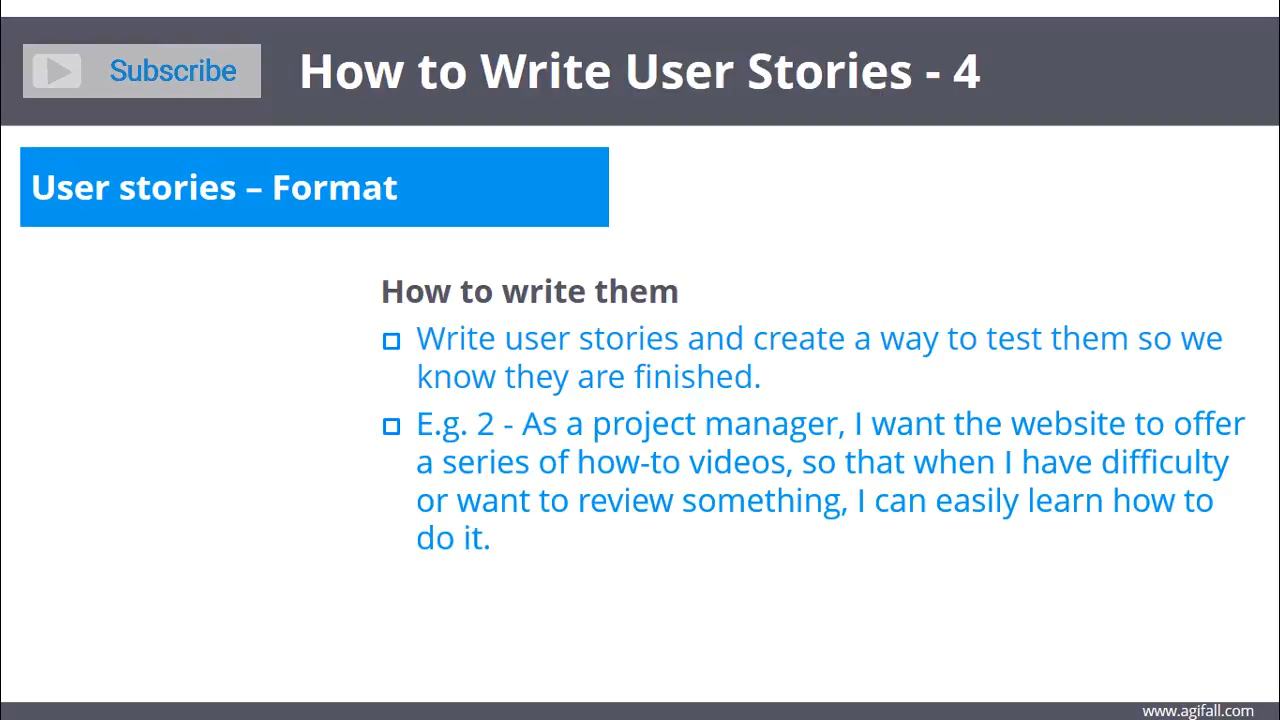 Subscribe
How to Write User Stories - 4
User stories – Format
How to write them
Write user stories and create a way to test them so we
know they are finished.
E.g. 2 - As a project manager, I want the website to offer
a series of how-to videos, so that when I have difficulty
or want to review something, I can easily learn how to
do it.
www.agifall.com